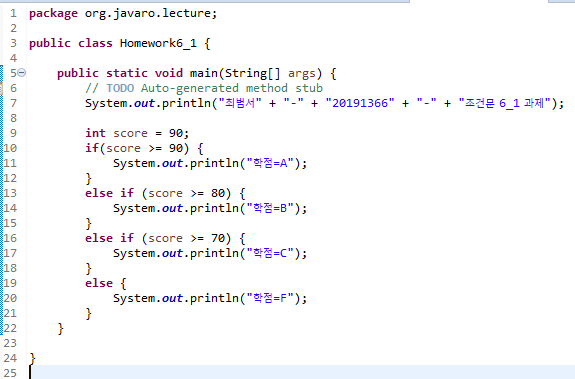 1 package org.javaro.lecture;
2
3 public class Homework6_1 {
4
5 public static void main(String[] args) {
6 // TODO Auto-generated method stub
7 System.out.println("최범서" + "-" + "20191366" + "-" + "조건문 6_1 과제");
8
9 int score = 90;
10 if(score >= 90) {
11 System.out.println("학점=A");
12 }
13 else if (score >= 80) {
14 System.out.println("학점=B");
15 }
16 else if (score >= 70) {
17 System.out.println("학점=C");
18 }
19 else {
20 System.out.println("학점=F");
21 }
22 }
23
24 }
25